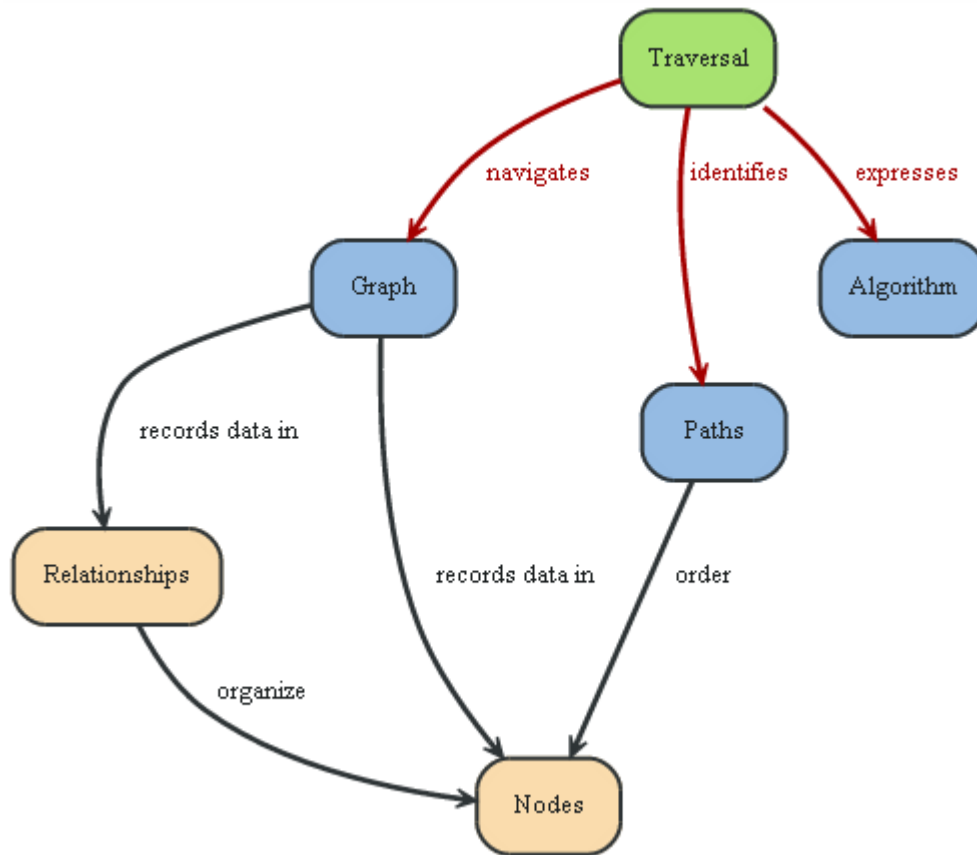 Traversal
navigates
identifies
expresses
Graph
Algorithm
Paths
records data in
Relationships
records data in
order
organize
Nodes